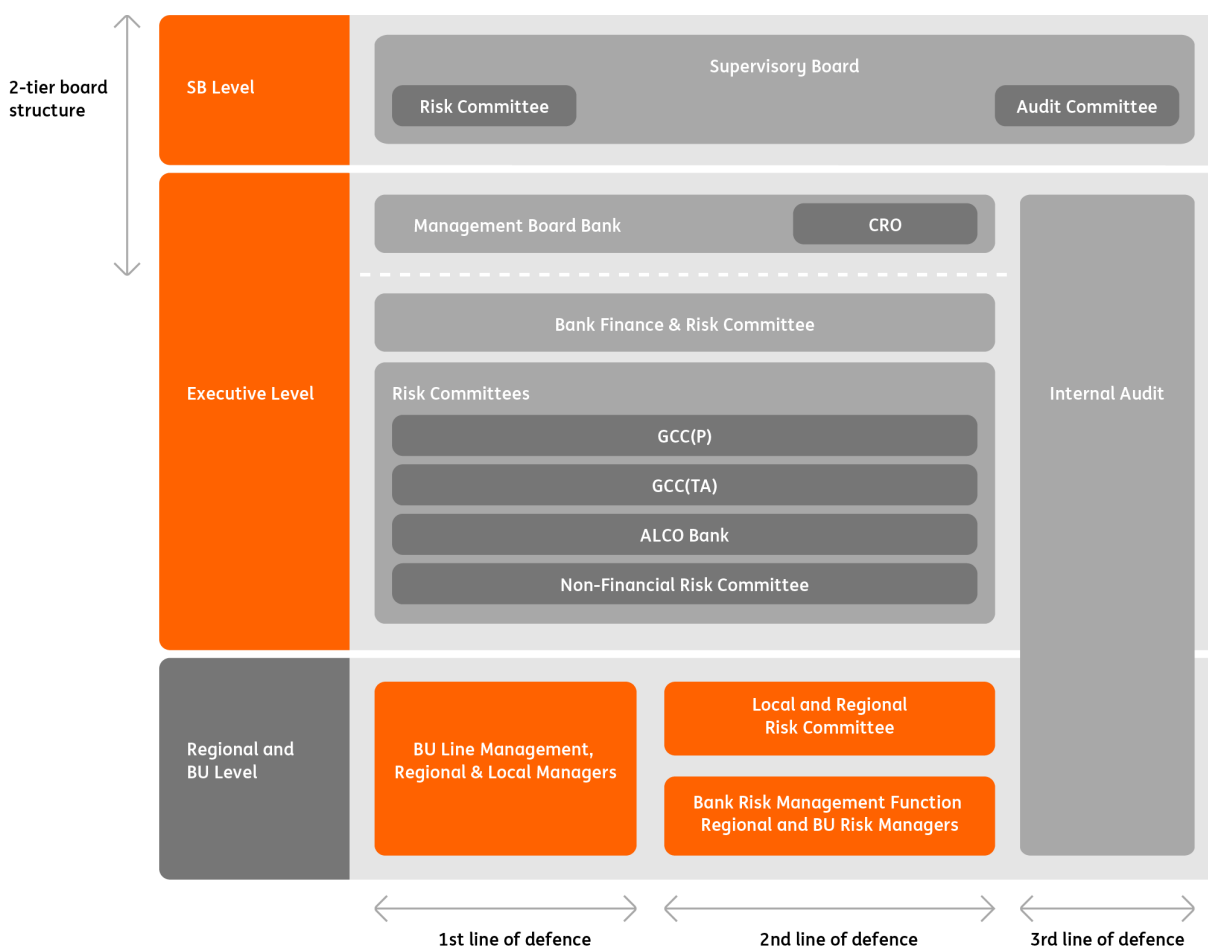 2-tier board
structure
SB Level
Supervisory Board
Risk Committee
Audit Committee
Executive Level
Management Board Bank
CRO
Bank Finance & Risk Committee
Risk Committees
GCC(P)
GCC(TA)
ALCO Bank
Non-Financial Risk Committee
Internal Audit
Regional and
BU Level
BU Line Management,
Regional & Local Managers
Local and Regional
Risk Committee
Bank Risk Management Function
Regional and BU Risk Managers
1st line of defence
2nd line of defence
3rd line of defence